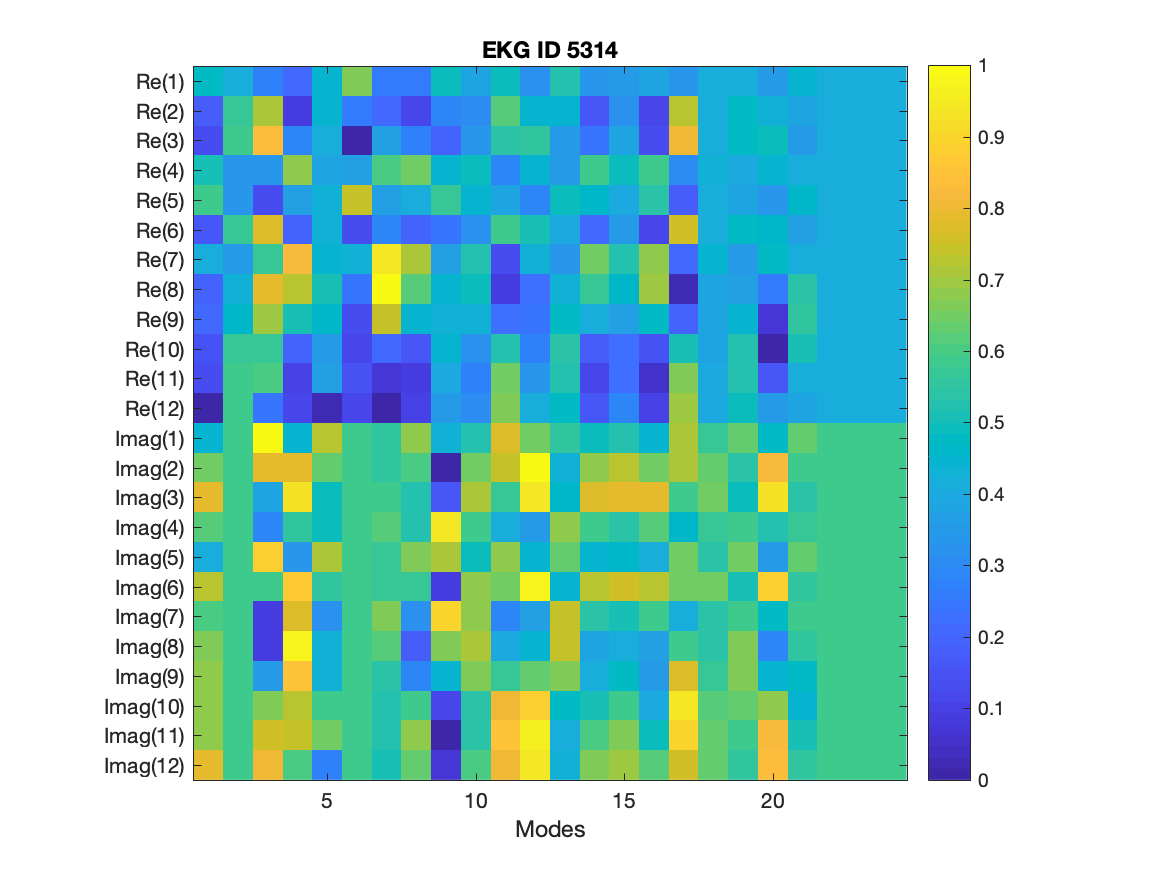 EKG ID 5314
Re(1)
Re(2)
Re(3)
Re(4)
Re(5)
Re(6)
Re(7)
Re(8)
Re(9)
Re(10)
Re(11)
Re(12)
Imag(1)
Imag(2)
Imag(3)
Imag(4)
Imag(5)
Imag(6)
Imag(7)
Imag(8)
Imag(9)
Imag(10)
Imag(11)
Imag(12)
5 10 15 20
Modes
1
0.9
0.8
0.7
0.6
0.5
0.4
0.3
0.2
0.1
0